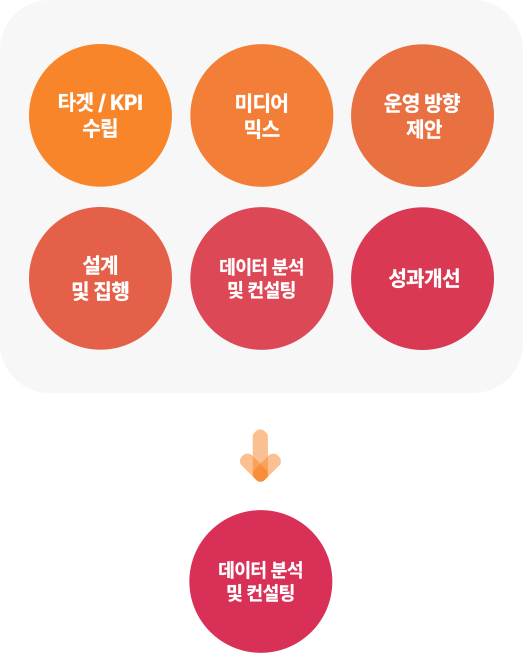 타겟 / KPI
수립
미디어
믹스
운영 방향
제안
설계
및 집행
데이터 분석
및 컨설팅
성과개선
데이터 분석
및 컨설팅